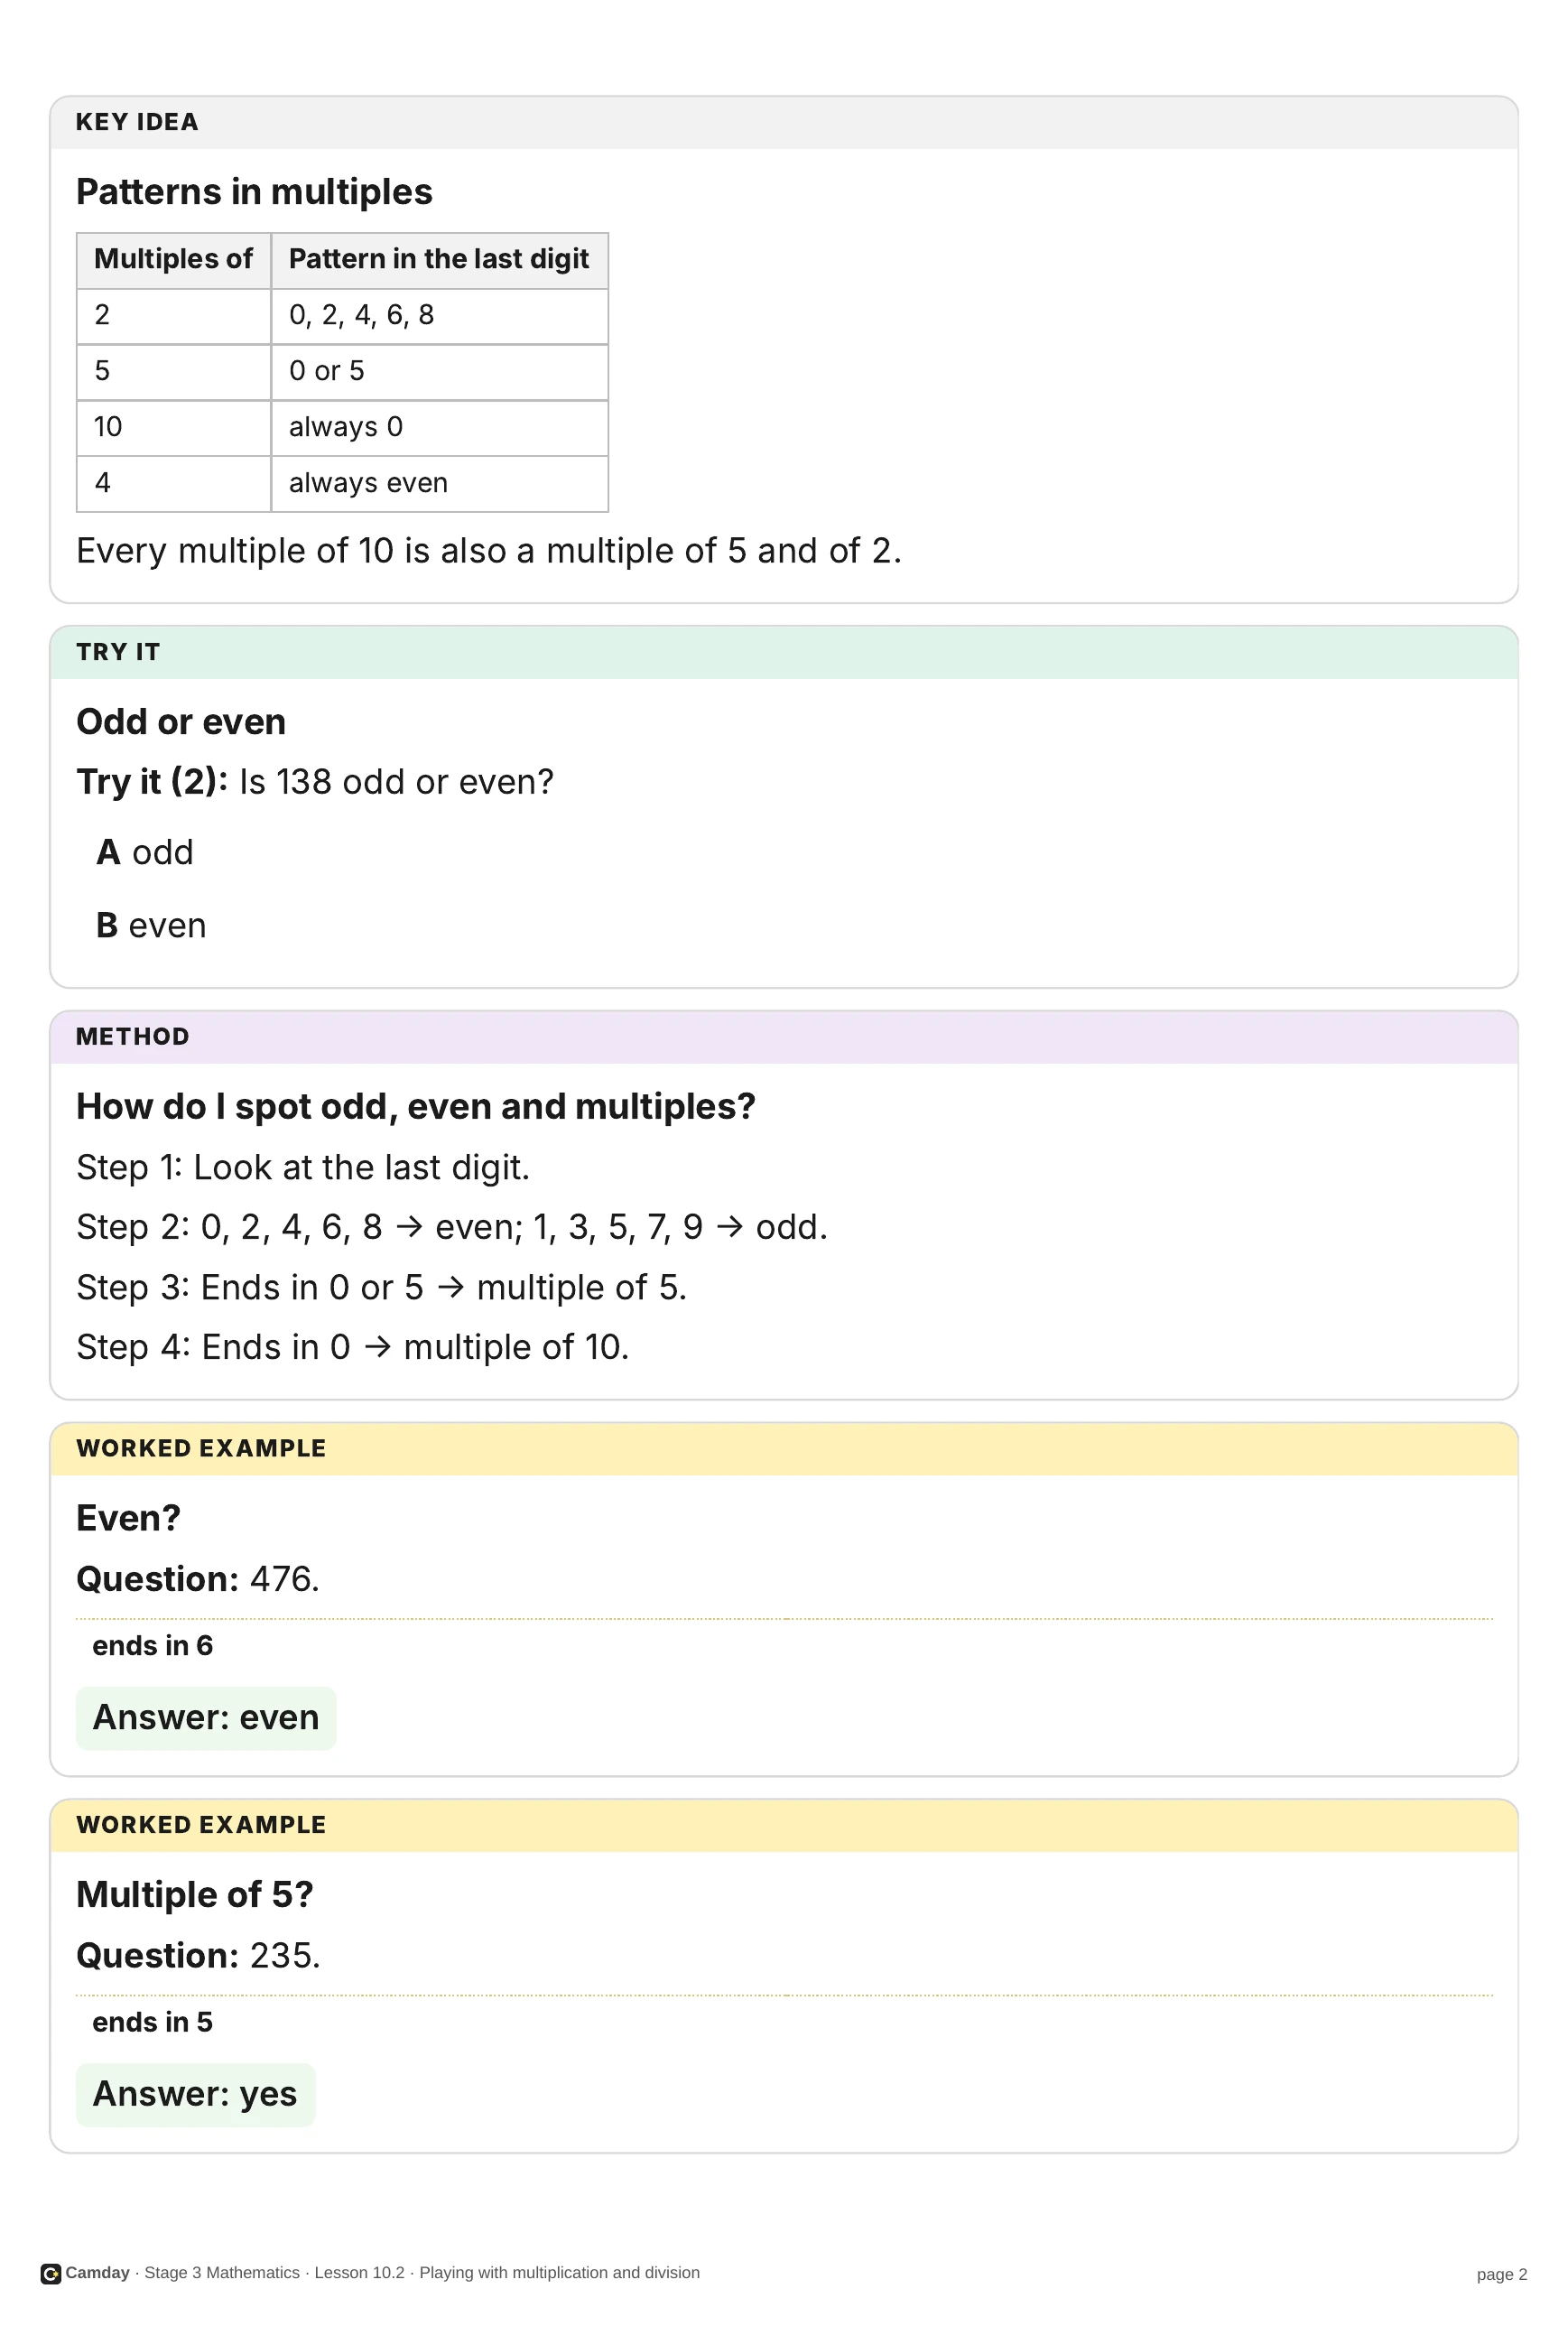 KEY IDEA
Patterns in multiples
Multiples of Pattern in the last digit
2 0, 2, 4, 6, 8
5 0 or 5
10 always 0
4 always even
Every multiple of 10 is also a multiple of 5 and of 2.
TRY IT
Odd or even
Try it (2): Is 138 odd or even?
A odd
B even
METHOD
How do I spot odd, even and multiples?
Step 1: Look at the last digit.
Step 2: 0, 2, 4, 6, 8 → even; 1, 3, 5, 7, 9 → odd.
Step 3: Ends in 0 or 5 → multiple of 5.
Step 4: Ends in 0 → multiple of 10.
WORKED EXAMPLE
Even?
Question: 476.
ends in 6
Answer: even
WORKED EXAMPLE
Multiple of 5?
Question: 235.
ends in 5
Answer: yes
Camday · Stage 3 Mathematics · Lesson 10.2 · Playing with multiplication and division
page 2